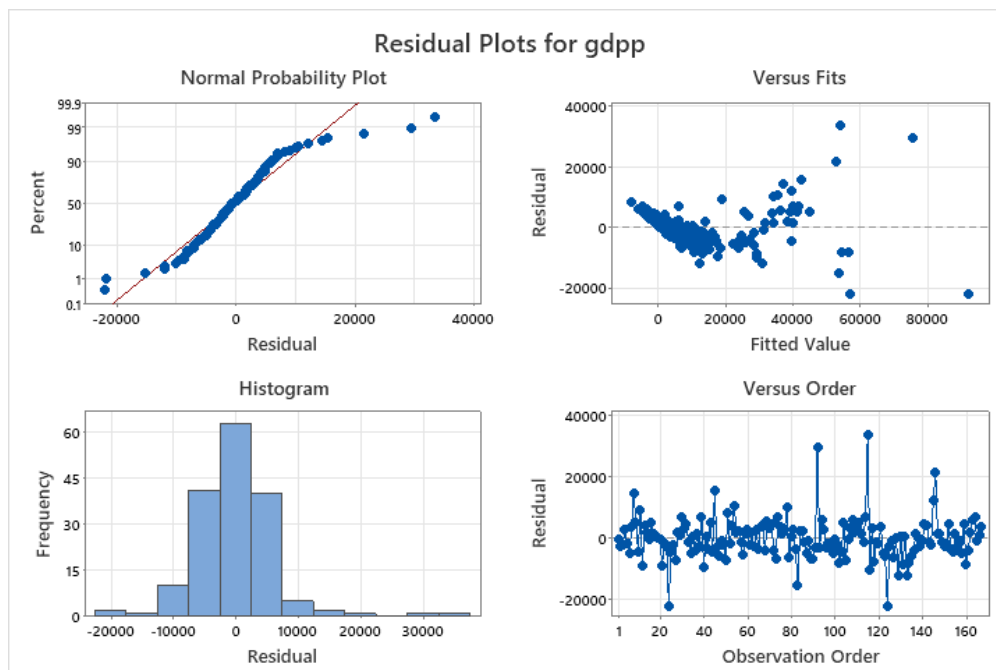 Residual Plots for gdpp
Normal Probability Plot
99.9
99
90
50
10
1
0.1
Percent
-20000 0 20000 40000
Residual
Versus Fits
40000
20000
0
-20000
Residual
0 20000 40000 60000 80000
Fitted Value
Histogram
60
45
30
15
0
Frequency
-20000 -10000 0 10000 20000 30000
Residual
Versus Order
40000
20000
0
-20000
Residual
1 20 40 60 80 100 120 140 160
Observation Order